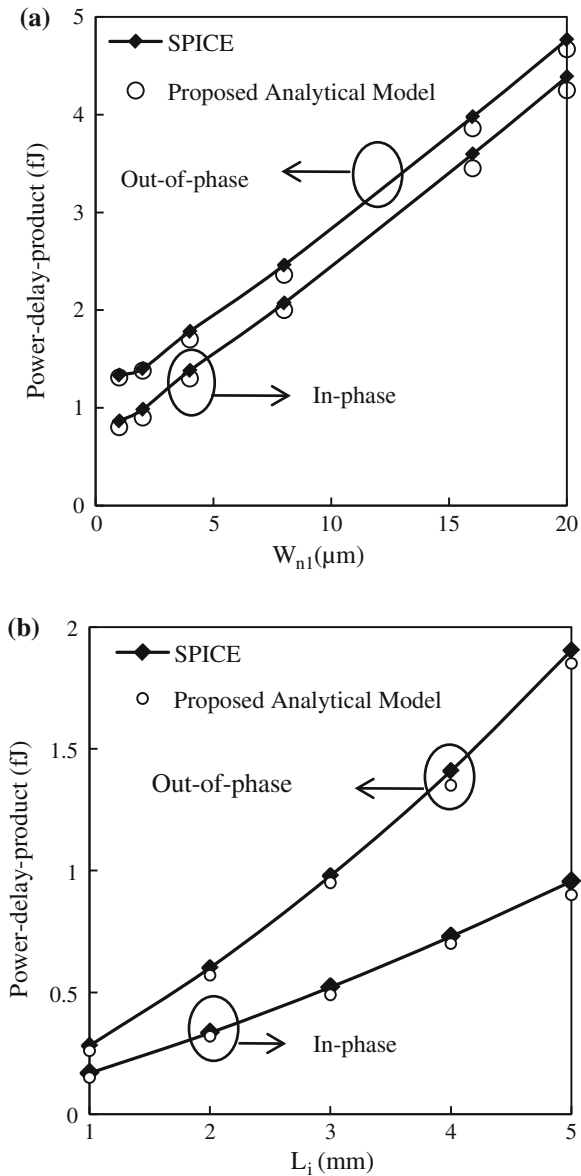 (a)
5
4
3
2
1
0
Power-delay-product (fJ)
SPICE
Proposed Analytical Model
Out-of-phase
In-phase
0
5
10
15
20
Wn1(µm)
(b)
2
1.5
1
0.5
0
Power-delay-product (fJ)
SPICE
Proposed Analytical Model
Out-of-phase
In-phase
1
2
3
4
5
Li (mm)